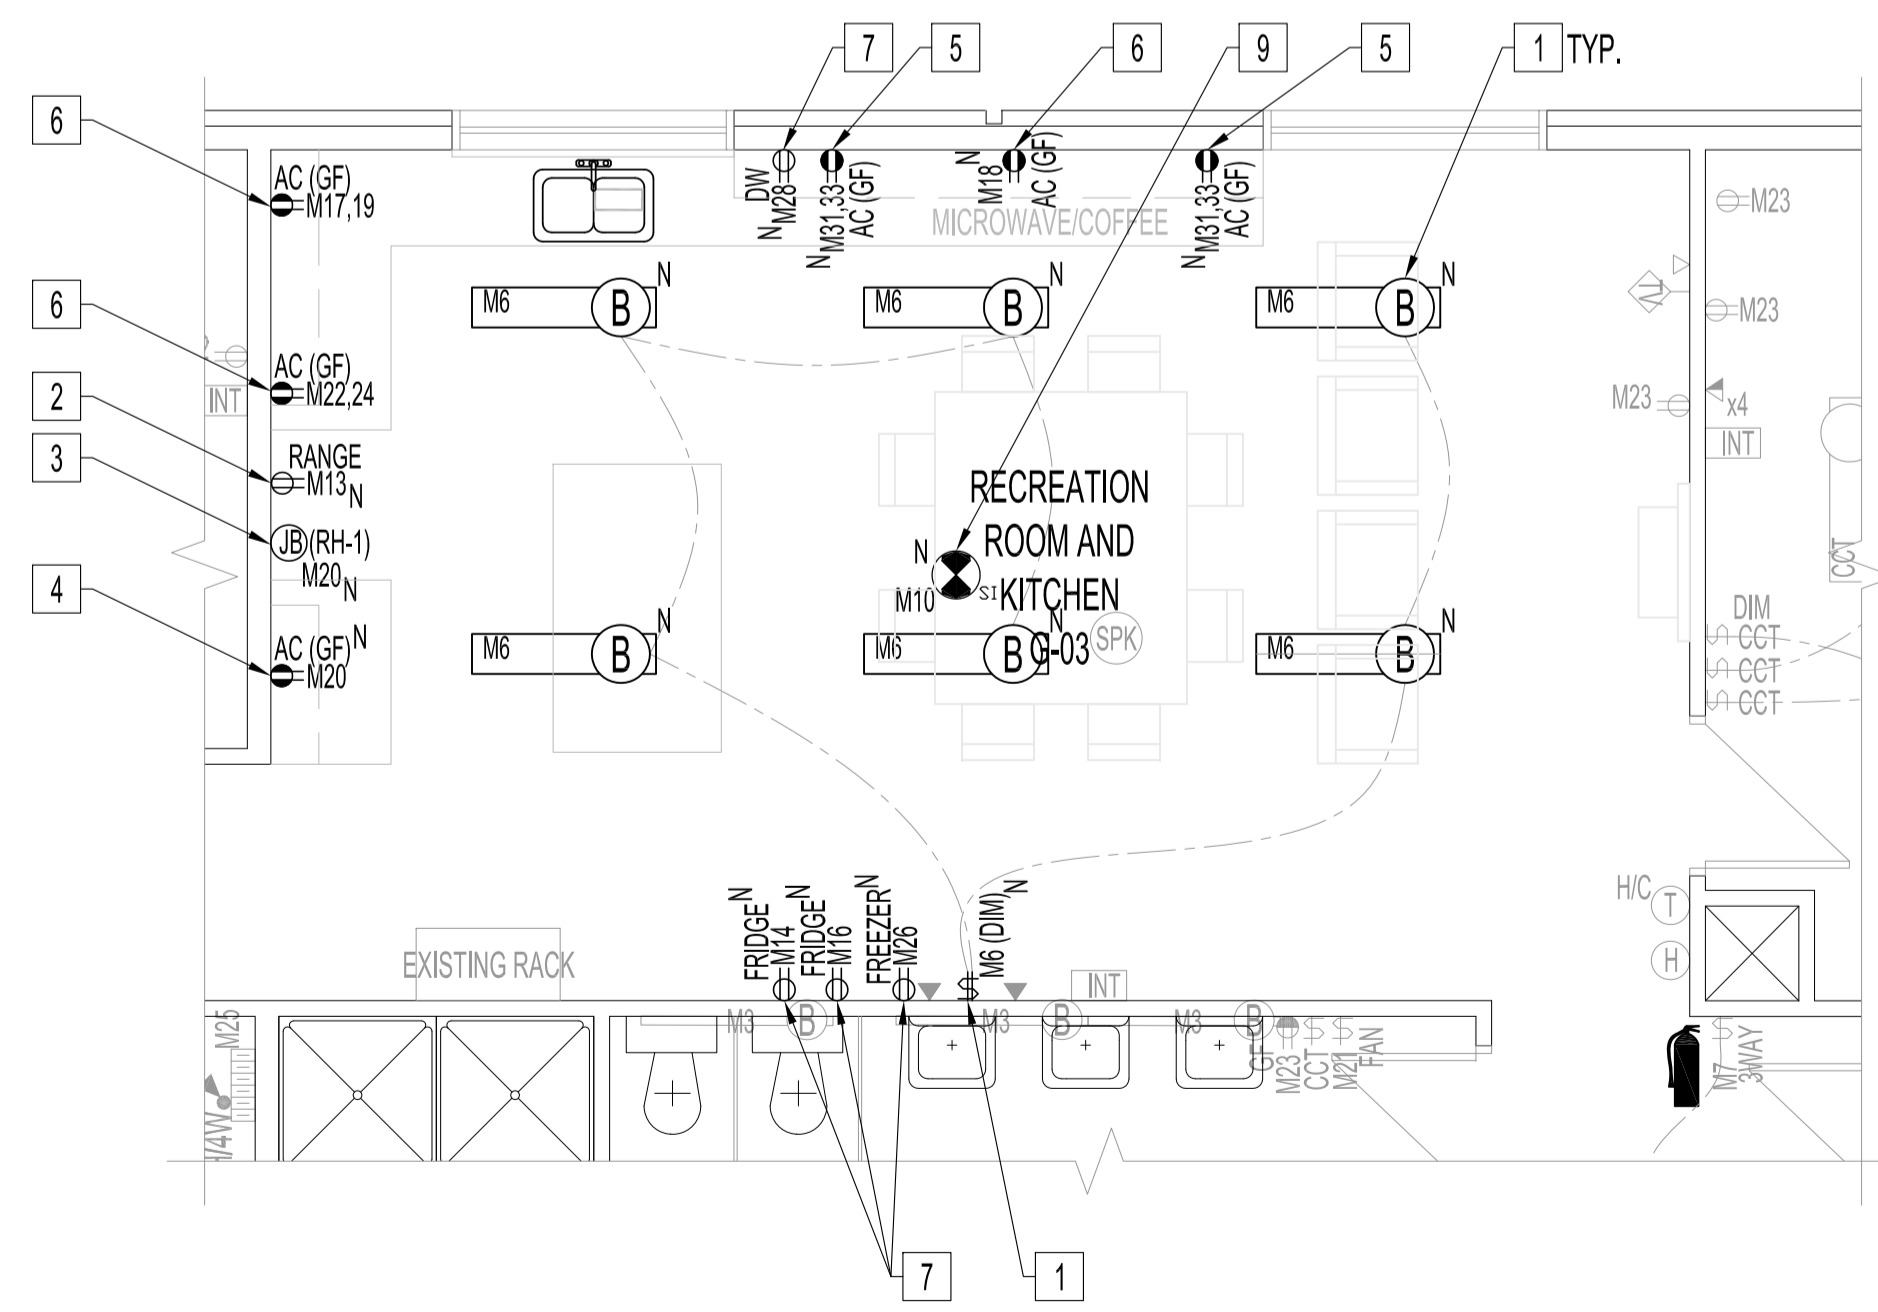 7
5
6
9
5
1 TYP.
6
AC (GF)
M17,19
DW
N M28
N M31,33
AC (GF)
N
M18
AC (GF)
N M31,33
AC (GF)
MICROWAVE/COFFEE
M23
M6 B N
M6 B N
M6 B N
TV
M23
6
AC (GF)
M22,24
INT
2
M23
x4
INT
3
RANGE
M13 N
JB (RH-1)
M20 N
RECREATION
ROOM AND
KITCHEN
G-03
N
M10
SPK
CCT
4
AC (GF) N
M20
M6 B N
M6 B N
M6 B N
DIM
CCT
CCT
CCT
EXISTING RACK
FRIDGE N
M14
FRIDGE N
M16
FREEZER N
M26
M6 (DIM) N
INT
H/C T
H
M25
M3 B
M3 B
M3 B
GF
M23
CCT
M21
FAN
M7
3WAY
H/4W
7
1